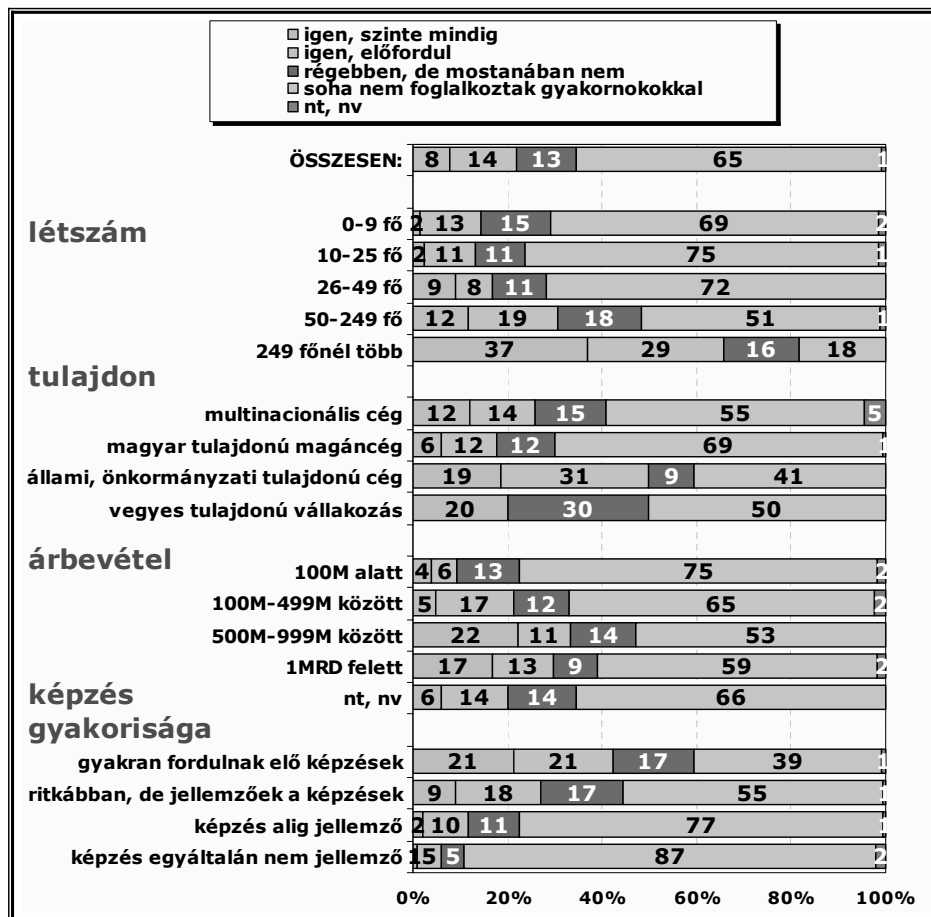 igen, szinte mindig
igen, előfordul
régebben, de mostanában nem
soha nem foglalkoztak gyakornokokkal
nt, nv
ÖSSZESEN: 8 14 13 65 1
létszám
0-9 fő 2 13 15 69 2
10-25 fő 2 11 11 75 1
26-49 fő 9 8 11 72
50-249 fő 12 19 18 51 1
249 főnél több 37 29 16 18
tulajdon
multinacionális cég 12 14 15 55 5
magyar tulajdonú magáncég 6 12 12 69 1
állami, önkormányzati tulajdonú cég 19 31 9 41
vegyes tulajdonú vállakozás 20 30 50
árbevétel
100M alatt 4 6 13 75 2
100M-499M között 5 17 12 65 2
500M-999M között 22 11 14 53
1MRD felett 17 13 9 59 2
nt, nv 6 14 14 66
képzés
gyakorisága
gyakran fordulnak elő képzések 21 21 17 39 1
ritkábban, de jellemzőek a képzések 9 18 17 55 1
képzés alig jellemző 2 10 11 77 1
képzés egyáltalán nem jellemző 1 5 5 87 2
0% 20% 40% 60% 80% 100%